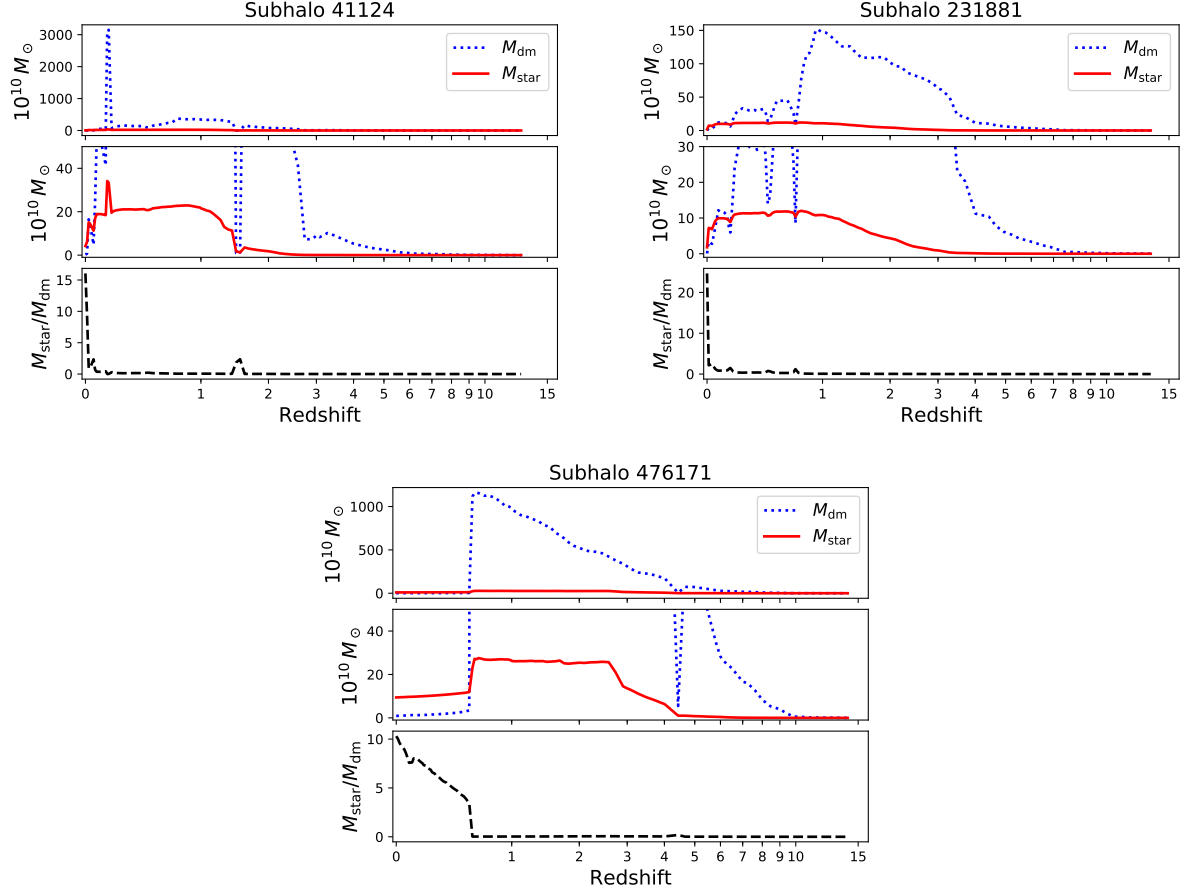 Subhalo 41124
3000
2000
1000
0
10¹⁰ M⊙
M_dm
M_star
40
20
0
10¹⁰ M⊙
15
10
5
0
M_star/M_dm
0 1 2 3 4 5 6 7 8 9 10 15
Redshift
Subhalo 231881
150
100
50
0
10¹⁰ M⊙
M_dm
M_star
30
20
10
0
10¹⁰ M⊙
20
10
0
M_star/M_dm
0 1 2 3 4 5 6 7 8 9 10 15
Redshift
Subhalo 476171
1000
500
0
10¹⁰ M⊙
M_dm
M_star
40
20
0
10¹⁰ M⊙
10
5
0
M_star/M_dm
0 1 2 3 4 5 6 7 8 9 10 15
Redshift